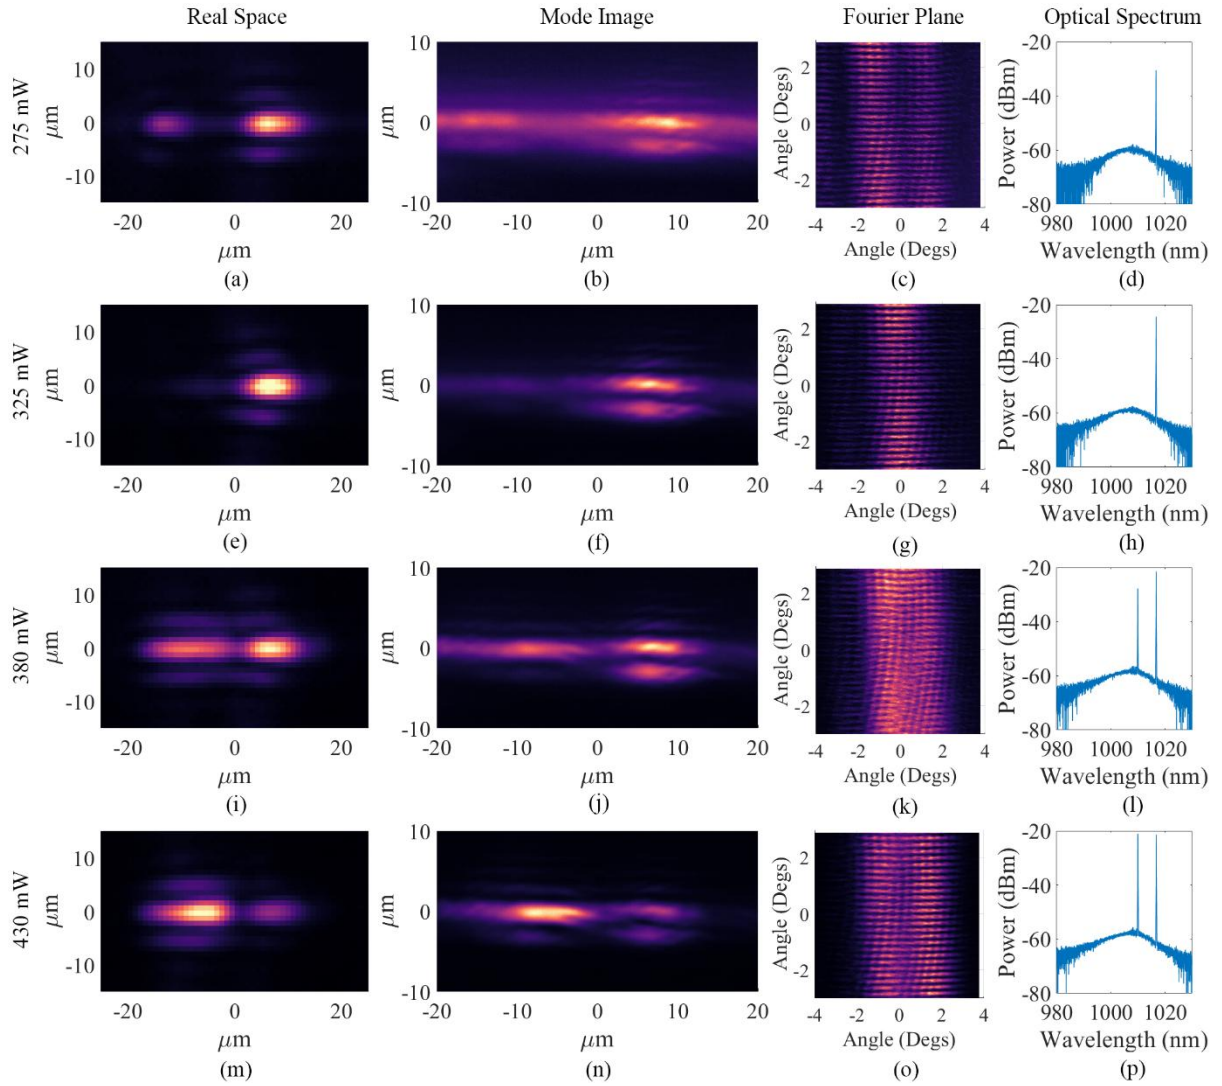 Real Space
Mode Image
Fourier Plane
Optical Spectrum
275 mW
10
0
-10
μm
-20
0
20
μm
(a)
10
0
-10
μm
-20
-10
0
10
20
μm
(b)
2
0
-2
Angle (Degs)
-4
-2
0
2
4
Angle (Degs)
(c)
-20
-40
-60
-80
Power (dBm)
980
1000
1020
Wavelength (nm)
(d)
325 mW
10
0
-10
μm
-20
0
20
μm
(e)
10
0
-10
μm
-20
-10
0
10
20
μm
(f)
2
0
-2
Angle (Degs)
-4
-2
0
2
4
Angle (Degs)
(g)
-20
-40
-60
-80
Power (dBm)
980
1000
1020
Wavelength (nm)
(h)
380 mW
10
0
-10
μm
-20
0
20
μm
(i)
10
0
-10
μm
-20
-10
0
10
20
μm
(j)
2
0
-2
Angle (Degs)
-4
-2
0
2
4
Angle (Degs)
(k)
-20
-40
-60
-80
Power (dBm)
980
1000
1020
Wavelength (nm)
(l)
430 mW
10
0
-10
μm
-20
0
20
μm
(m)
10
0
-10
μm
-20
-10
0
10
20
μm
(n)
2
0
-2
Angle (Degs)
-4
-2
0
2
4
Angle (Degs)
(o)
-20
-40
-60
-80
Power (dBm)
980
1000
1020
Wavelength (nm)
(p)